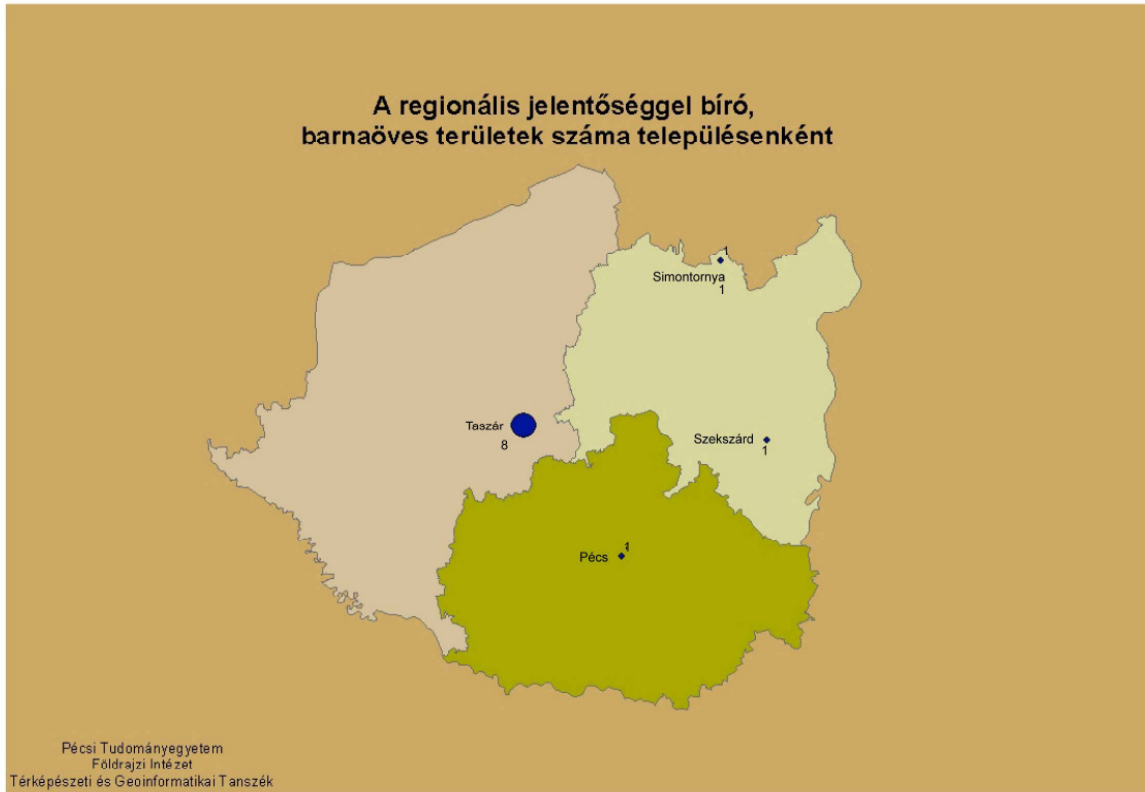 A regionális jelentőséggel bíró,
barnaöves területek száma településenként
1
Simontornya
1
Taszár
8
Szekszárd
1
1
Pécs
Pécsi Tudományegyetem
Földrajzi Intézet
Térképészeti és Geoinformatikai Tanszék